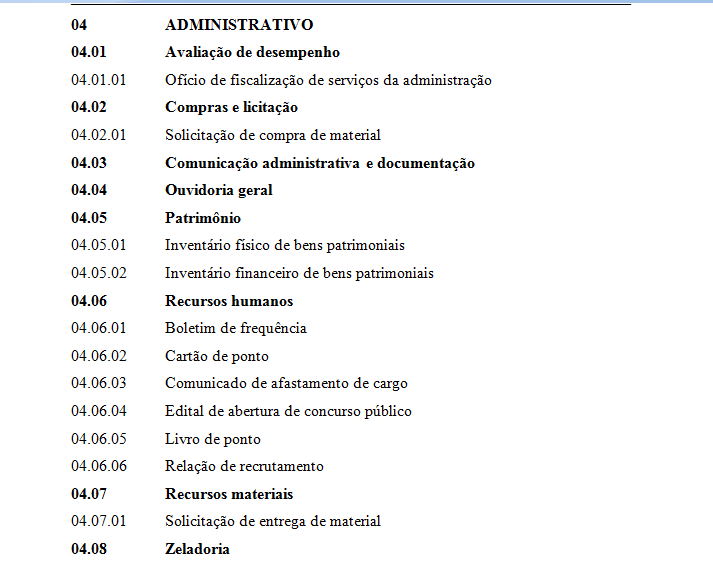 04 ADMINISTRATIVO
04.01 Avaliação de desempenho
04.01.01 Ofício de fiscalização de serviços da administração
04.02 Compras e licitação
04.02.01 Solicitação de compra de material
04.03 Comunicação administrativa e documentação
04.04 Ouvidoria geral
04.05 Patrimônio
04.05.01 Inventário físico de bens patrimoniais
04.05.02 Inventário financeiro de bens patrimoniais
04.06 Recursos humanos
04.06.01 Boletim de frequência
04.06.02 Cartão de ponto
04.06.03 Comunicado de afastamento de cargo
04.06.04 Edital de abertura de concurso público
04.06.05 Livro de ponto
04.06.06 Relação de recrutamento
04.07 Recursos materiais
04.07.01 Solicitação de entrega de material
04.08 Zeladoria